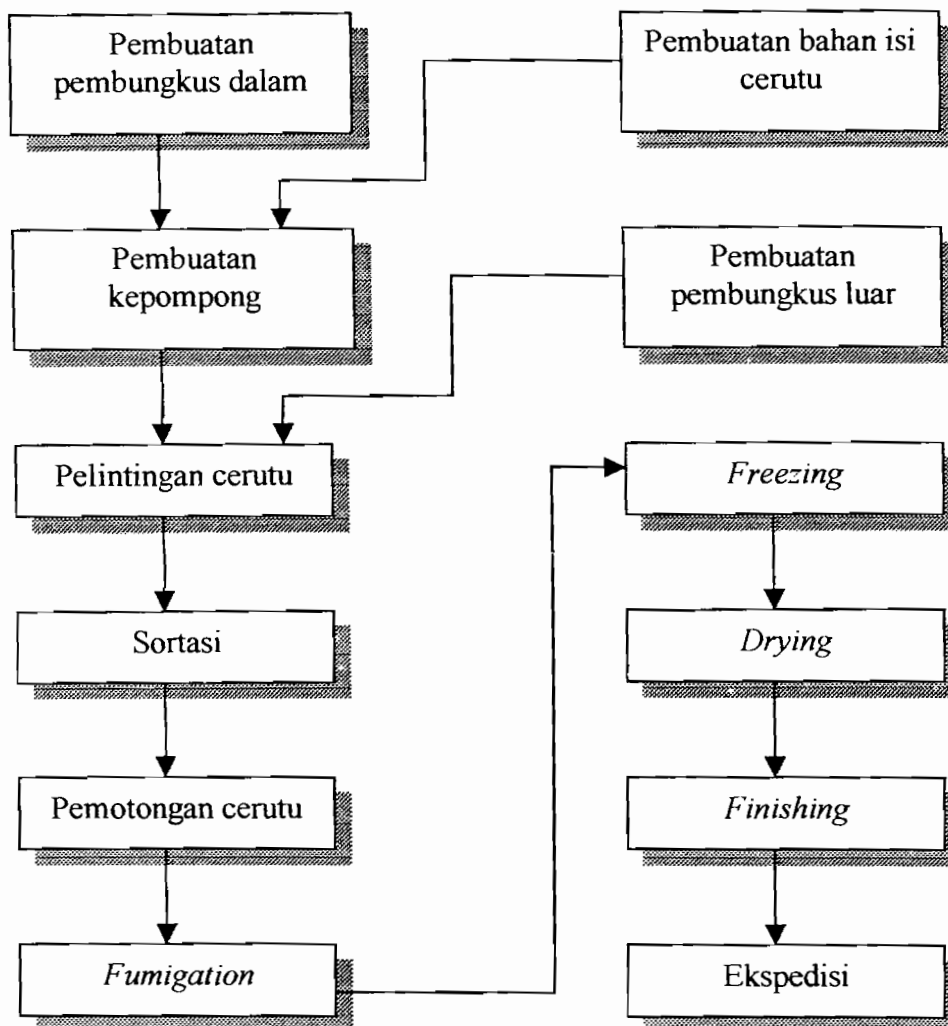 Pembuatan
pembungkus dalam
Pembuatan bahan isi
cerutu
Pembuatan
kepompong
Pembuatan
pembungkus luar
Pelintingan cerutu
Freezing
Sortasi
Drying
Pemotongan cerutu
Finishing
Fumigation
Ekspedisi